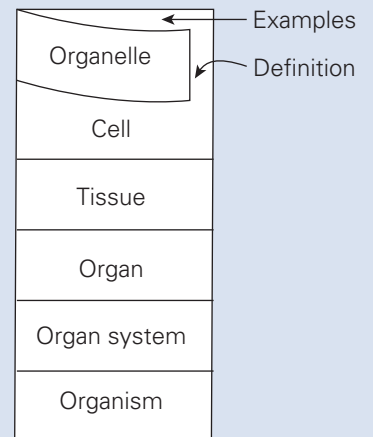 Examples
Organelle
Definition
Cell
Tissue
Organ
Organ system
Organism